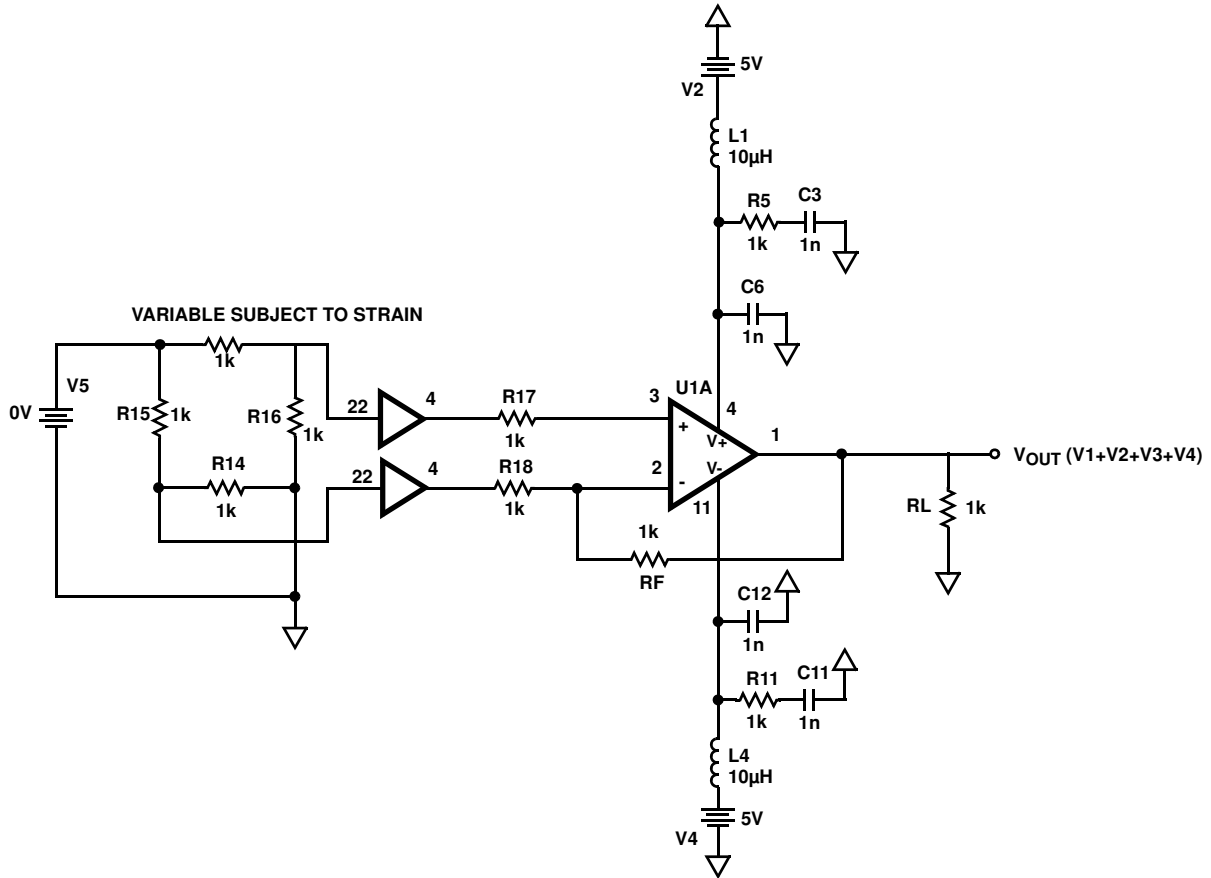 5V
V2
L1
10µH
R5
C3
1k
1n
C6
1n
VARIABLE SUBJECT TO STRAIN
1k
V5
0V
R15
1k
R16
1k
R14
1k
22
4
R17
1k
22
4
R18
1k
U1A
3
+
4
V+
1
2
-
V-
11
VOUT (V1+V2+V3+V4)
RL
1k
1k
RF
C12
1n
R11
C11
1k
1n
L4
10µH
5V
V4